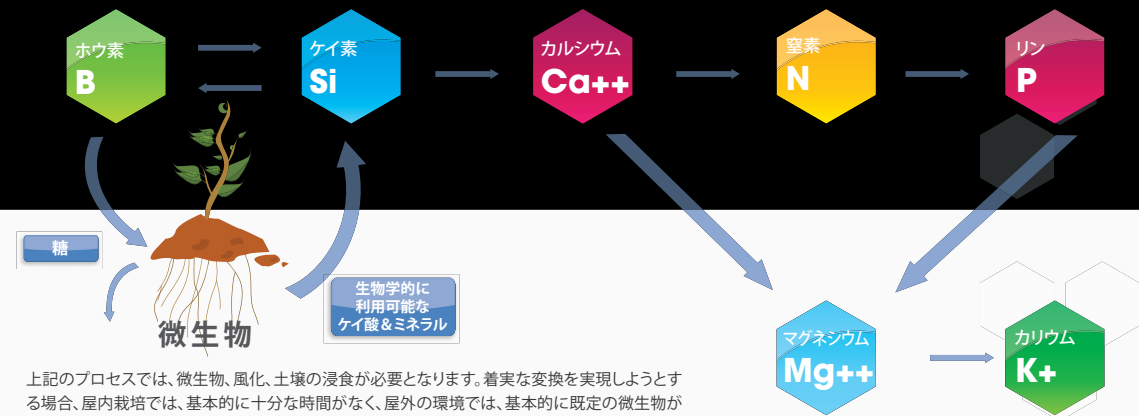 ホウ素
B
ケイ素
Si
カルシウム
Ca++
窒素
N
リン
P
糖
微生物
生物学的に
利用可能な
ケイ酸＆ミネラル
マグネシウム
Mg++
カリウム
K+
上記のプロセスでは、微生物、風化、土壌の浸食が必要となります。着実な変換を実現しようとす
る場合、屋内栽培では、基本的に十分な時間がなく、屋外の環境では、基本的に既定の微生物が